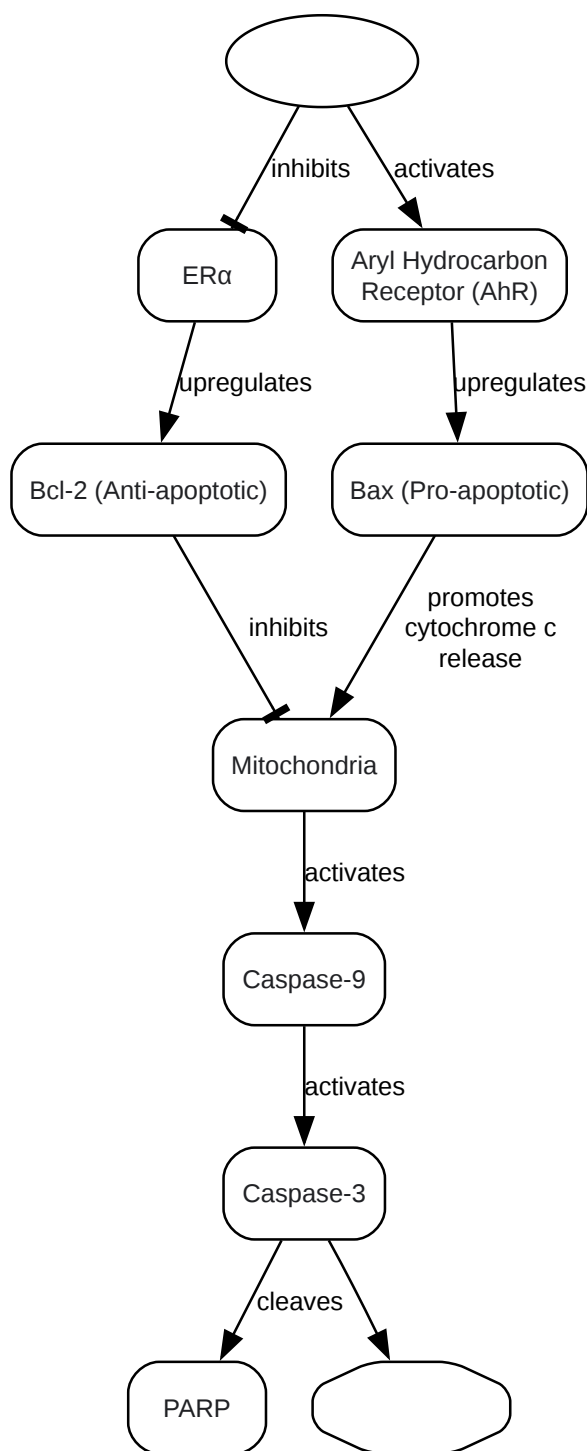 inhibits
activates
ERα
Aryl Hydrocarbon
Receptor (AhR)
upregulates
upregulates
Bcl-2 (Anti-apoptotic)
Bax (Pro-apoptotic)
inhibits
promotes
cytochrome c
release
Mitochondria
activates
Caspase-9
activates
Caspase-3
cleaves
PARP